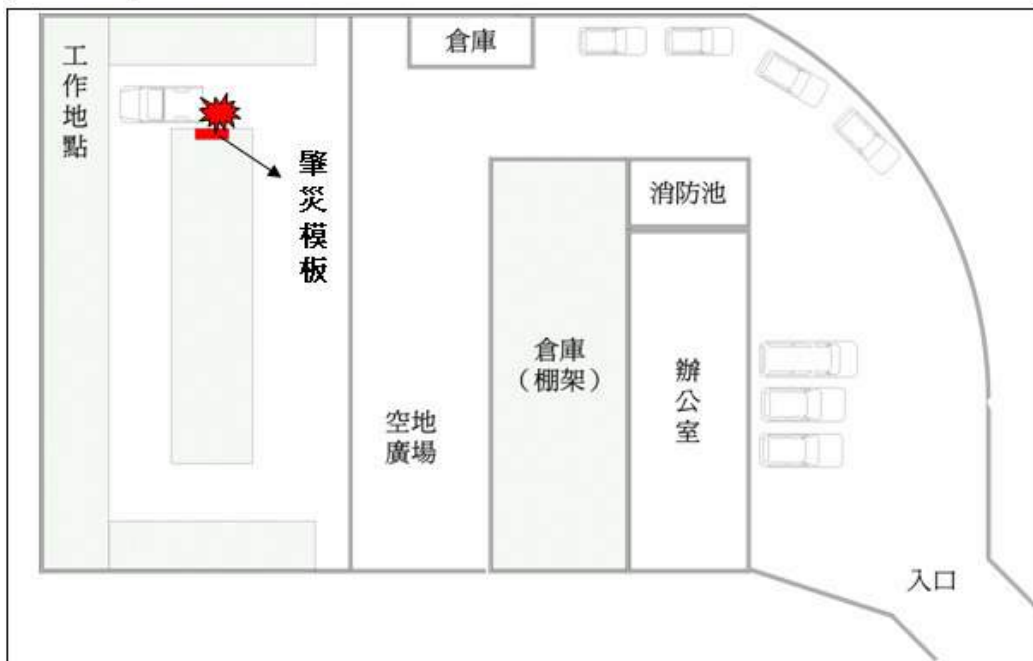 工作地點
肇災模板
倉庫
消防池
倉庫
（棚架）
辦公室
空地
廣場
入口